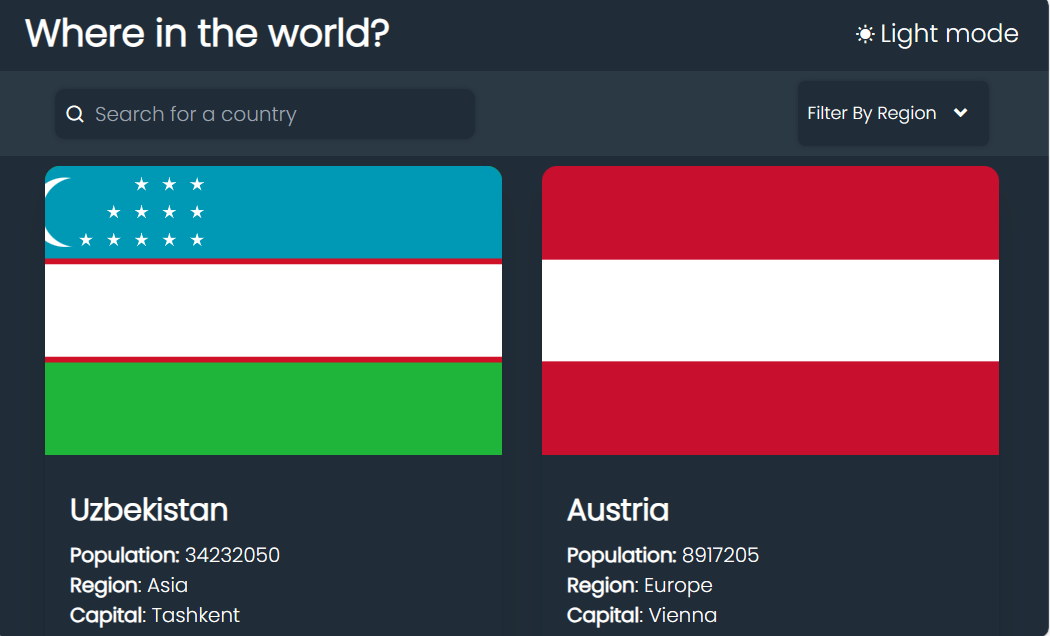 Where in the world?
Light mode
Search for a country
Filter By Region
Uzbekistan
Population: 34232050
Region: Asia
Capital: Tashkent
Austria
Population: 8917205
Region: Europe
Capital: Vienna